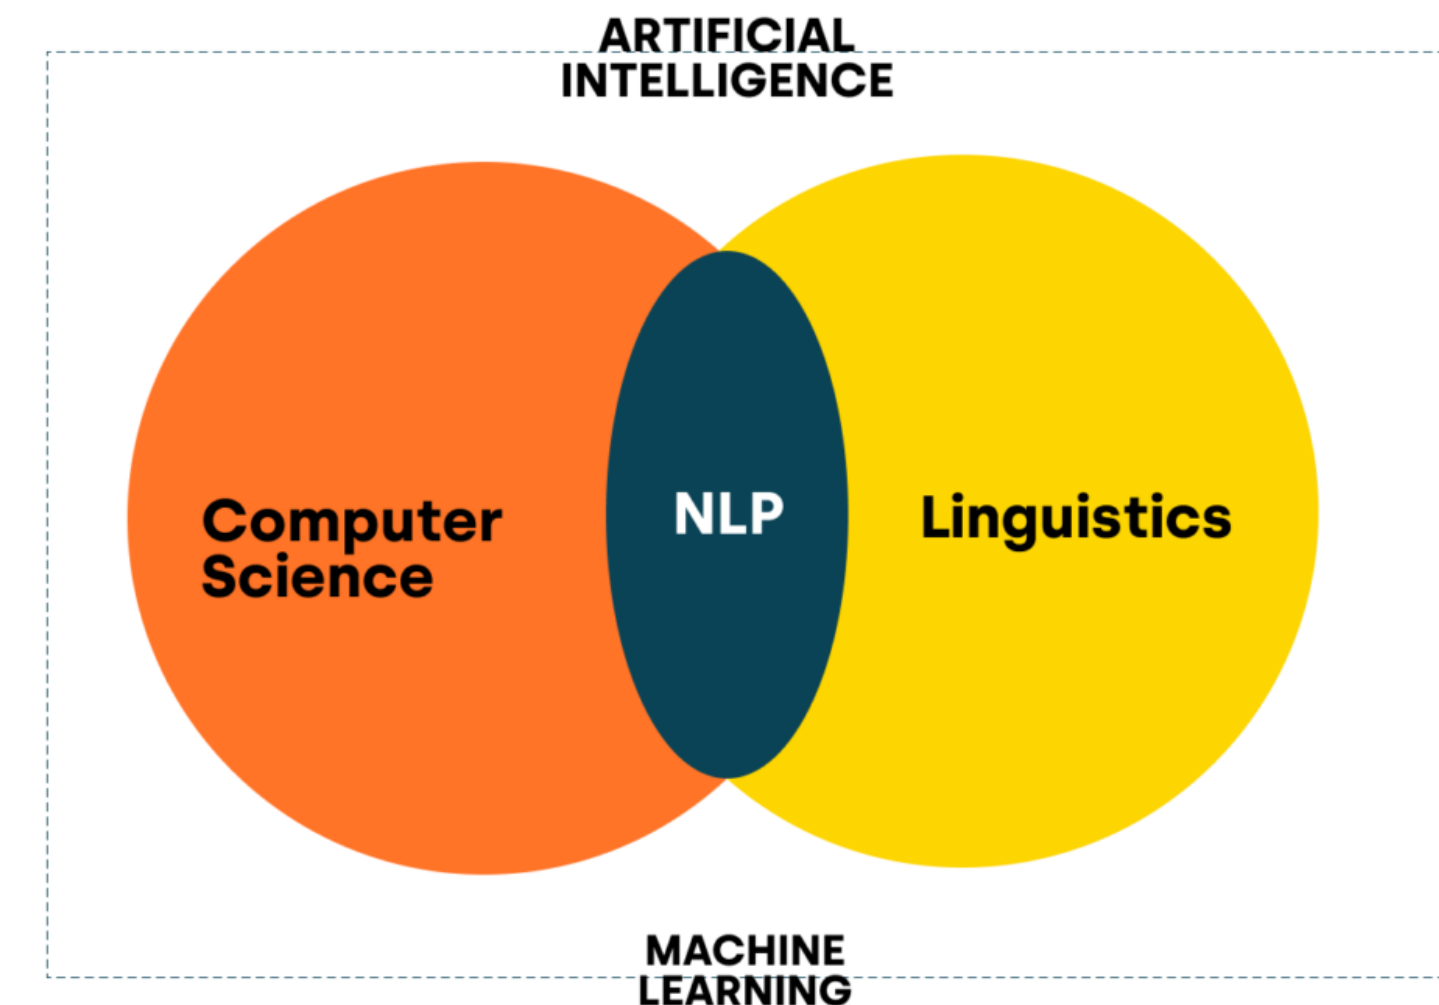 ARTIFICIAL
INTELLIGENCE
Computer
Science
NLP
Linguistics
MACHINE
LEARNING